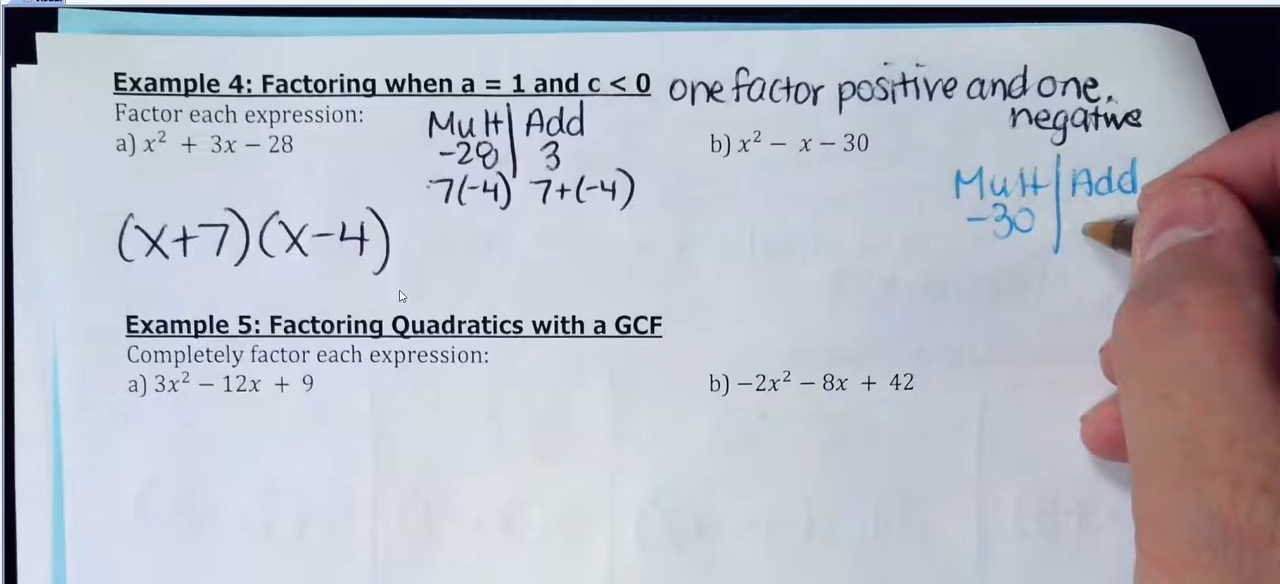 Example 4: Factoring when a = 1 and c < 0 one factor positive and one
negative
Factor each expression:
Mult | Add
a) x² + 3x − 28
-28 | 3
b) x² − x − 30
7(-4) 7+(-4)
Mult | Add
-30
(x+7)(x-4)
Example 5: Factoring Quadratics with a GCF
Completely factor each expression:
a) 3x² − 12x + 9
b) −2x² − 8x + 42